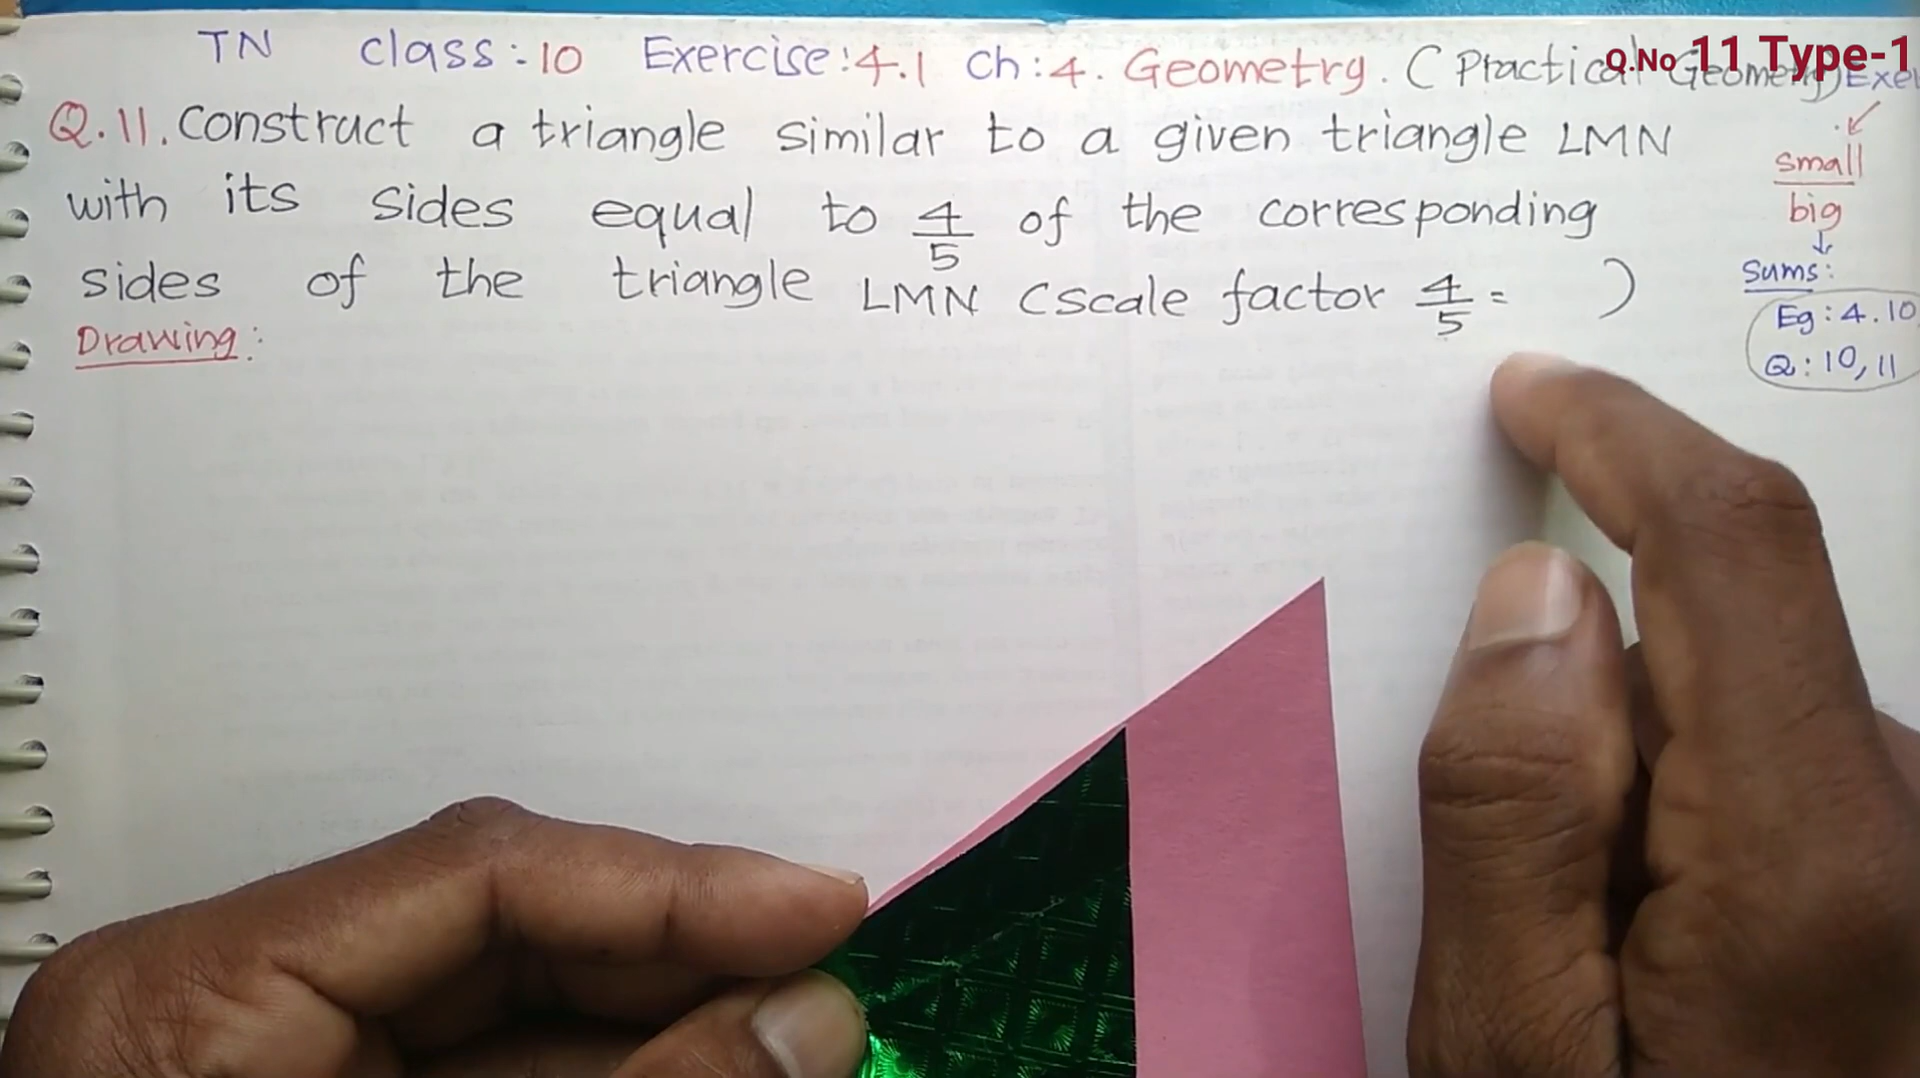 TN class:10 Exercise:4.1 Ch:4. Geometry. (Practical Geometry)
Q.No 11 Type-1
Q.11. Construct a triangle similar to a given triangle LMN
with its sides equal to 4/5 of the corresponding
sides of the triangle LMN (scale factor 4/5 = )
Drawing:
small
big
Sums:
Eg: 4.10
Q: 10, 11